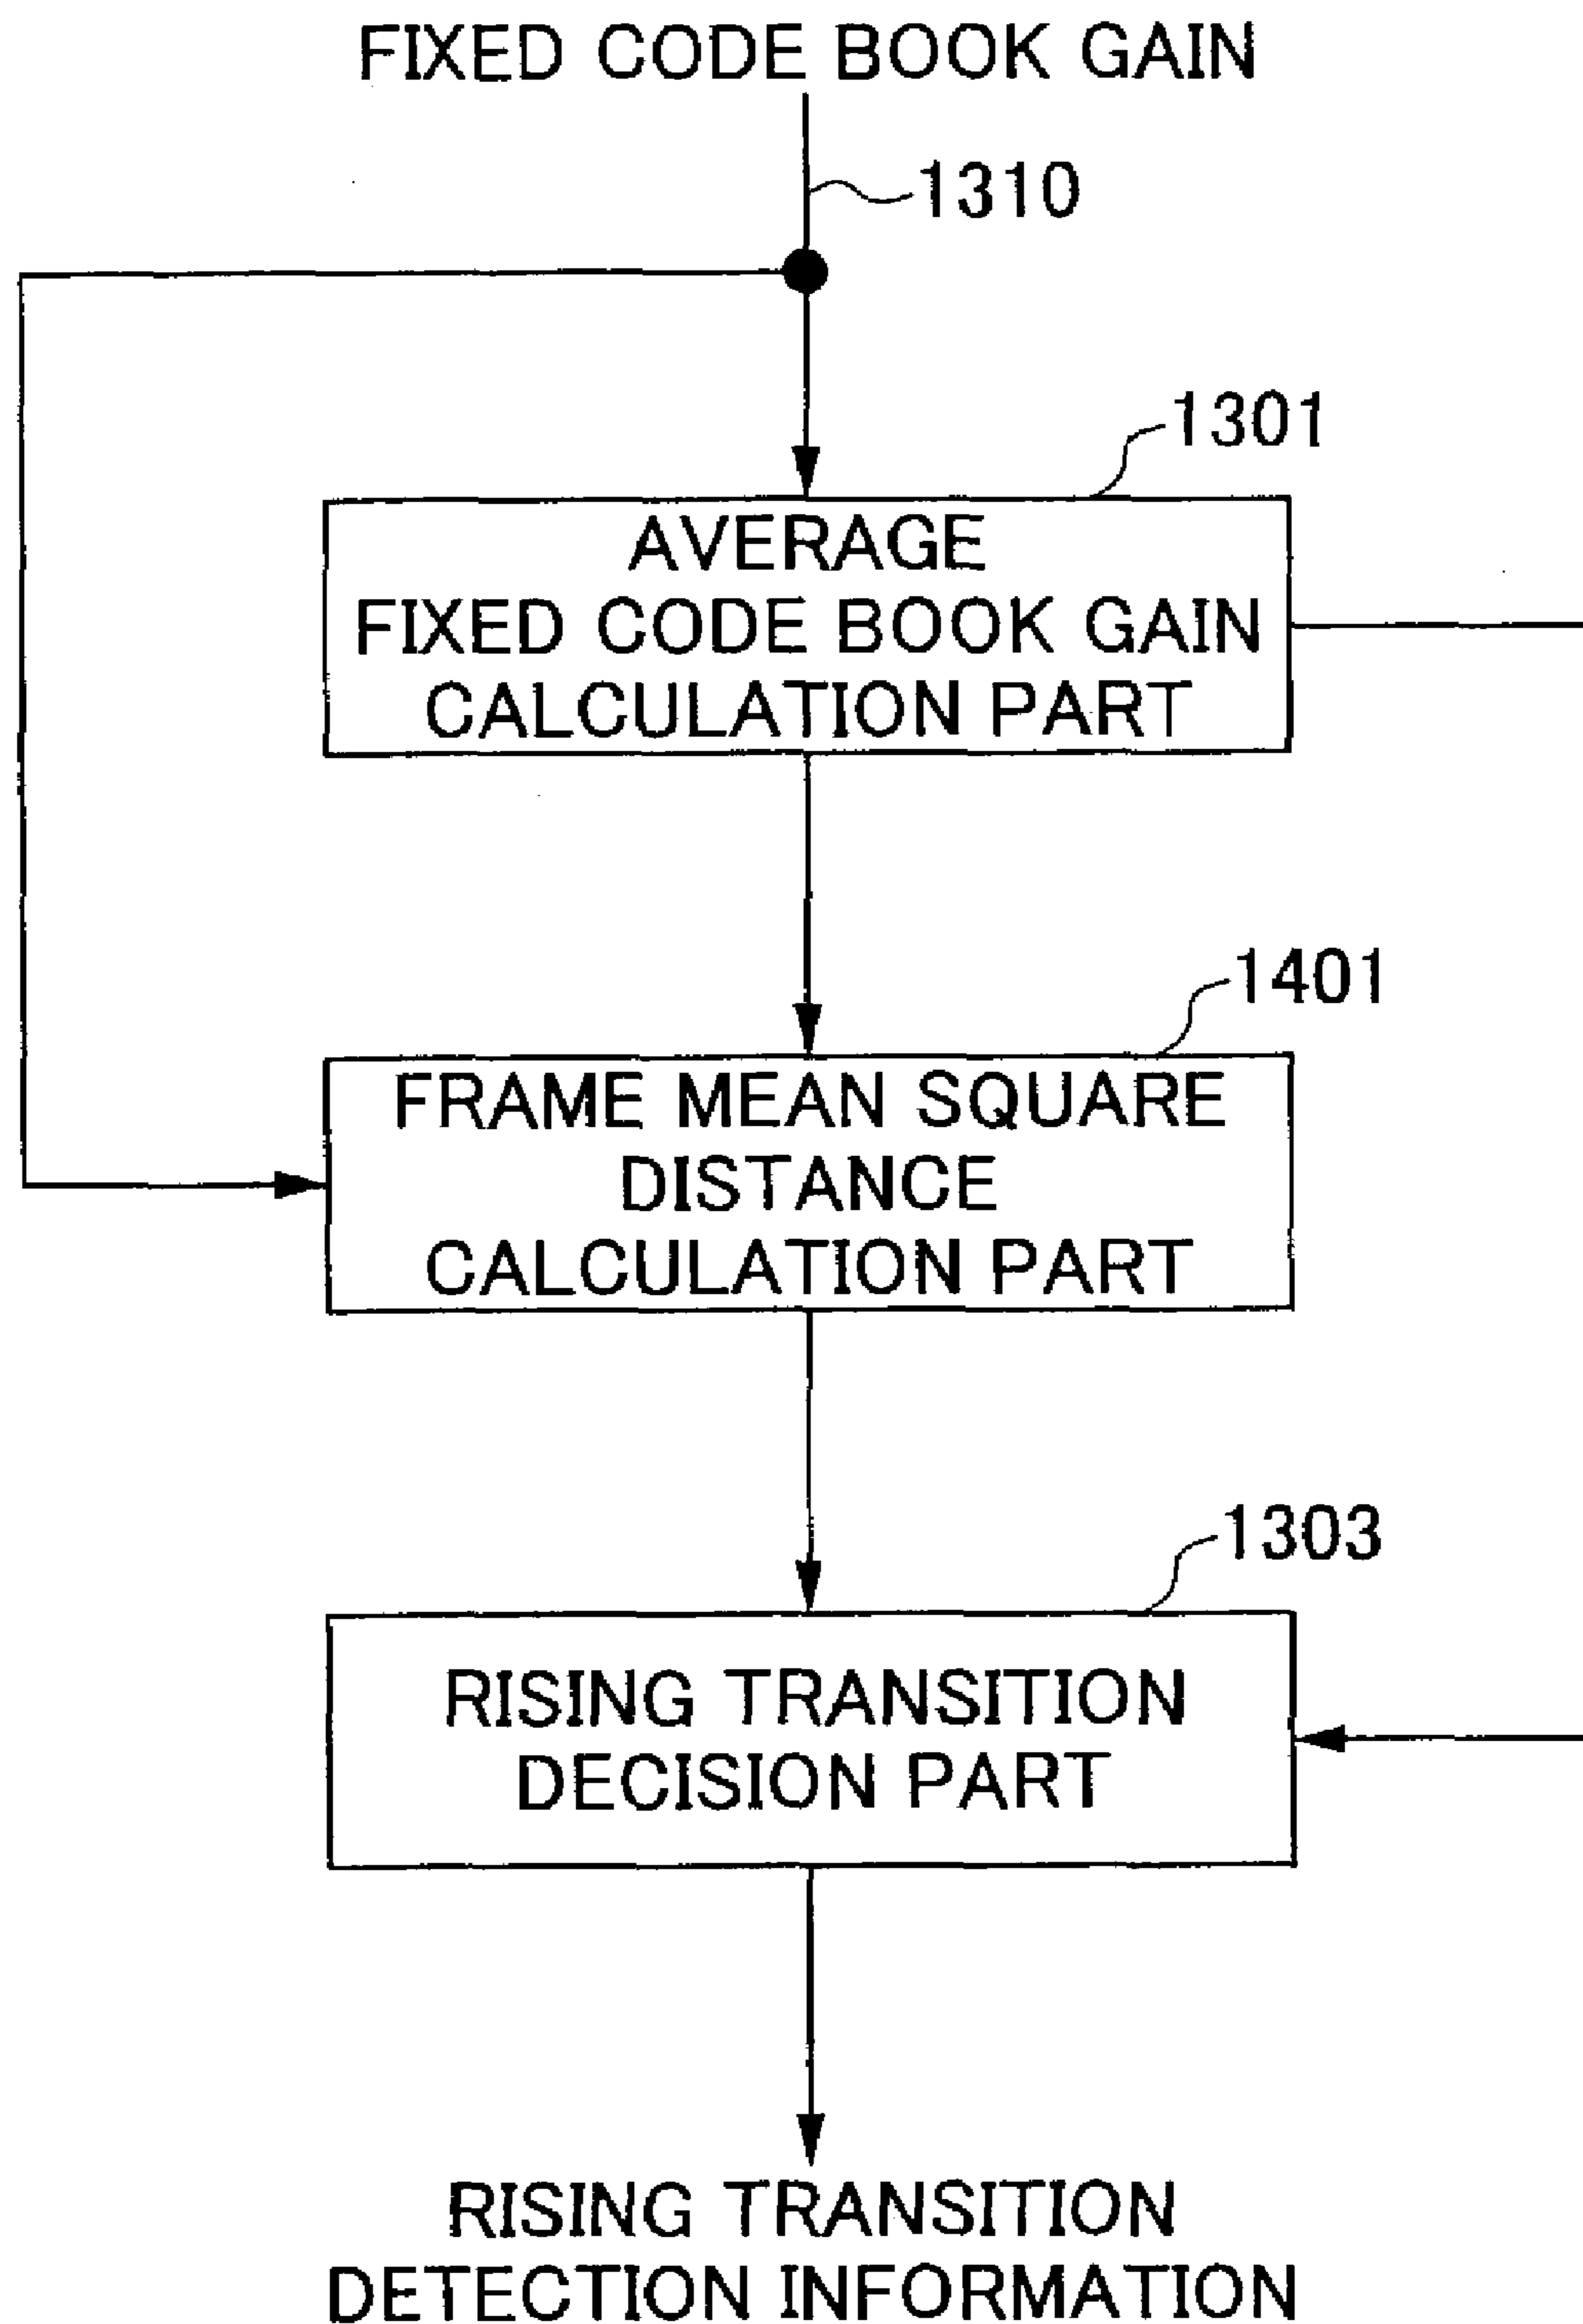 FIXED CODE BOOK GAIN
1310
1301
AVERAGE
FIXED CODE BOOK GAIN
CALCULATION PART
1401
FRAME MEAN SQUARE
DISTANCE
CALCULATION PART
1303
RISING TRANSITION
DECISION PART
RISING TRANSITION
DETECTION INFORMATION